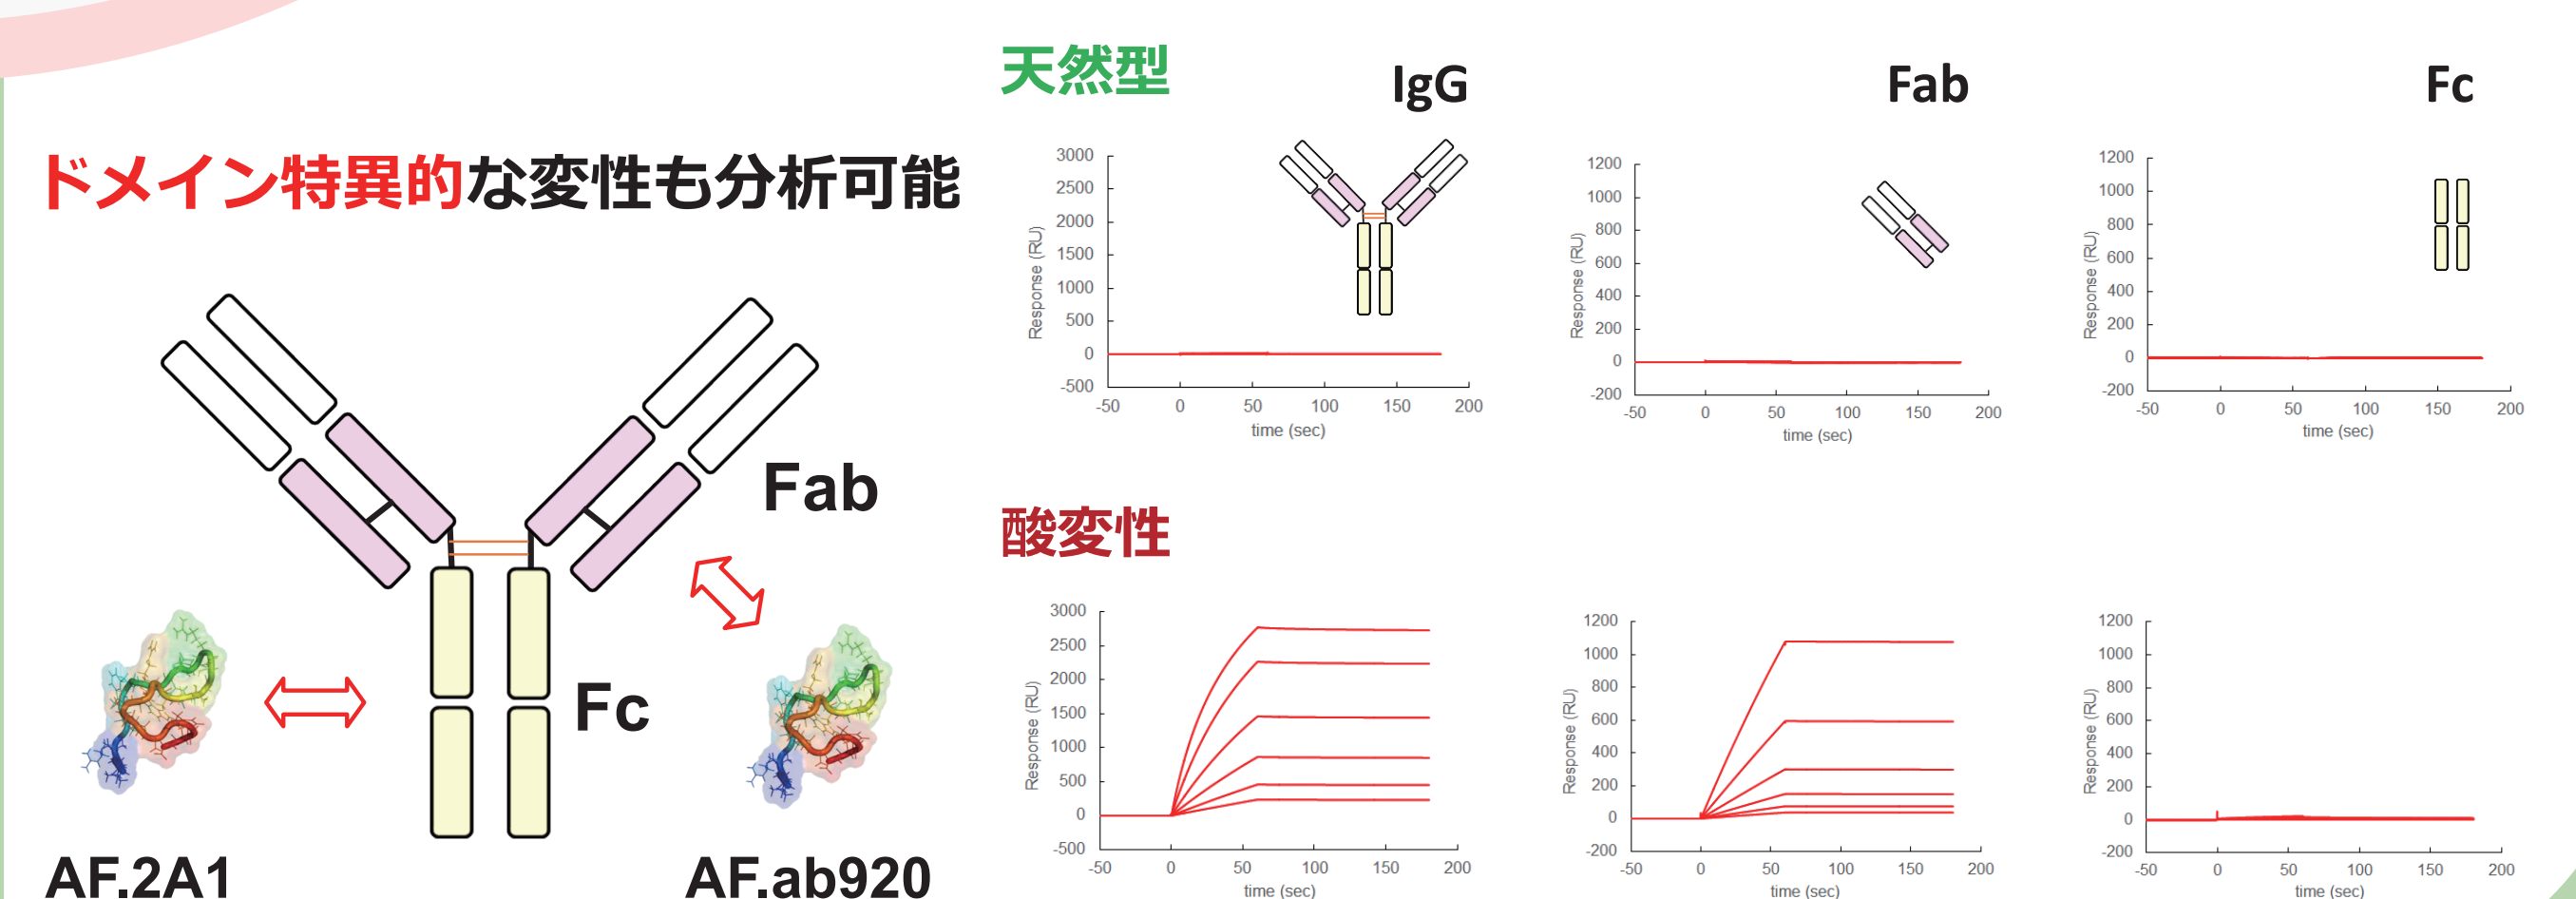 ドメイン特異的な変性も分析可能
Fab
Fc
AF.2A1
AF.ab920
天然型
IgG
Fab
Fc
3000
2500
2000
1500
1000
500
0
-500
Response (RU)
-50 0 50 100 150 200
time (sec)
1200
1000
800
600
400
200
0
-200
Response (RU)
-50 0 50 100 150 200
time (sec)
1200
1000
800
600
400
200
0
-200
Response (RU)
-50 0 50 100 150 200
time (sec)
酸変性
3000
2500
2000
1500
1000
500
0
-500
Response (RU)
-50 0 50 100 150 200
time (sec)
1200
1000
800
600
400
200
0
-200
Response (RU)
-50 0 50 100 150 200
time (sec)
1200
1000
800
600
400
200
0
-200
Response (RU)
-50 0 50 100 150 200
time (sec)